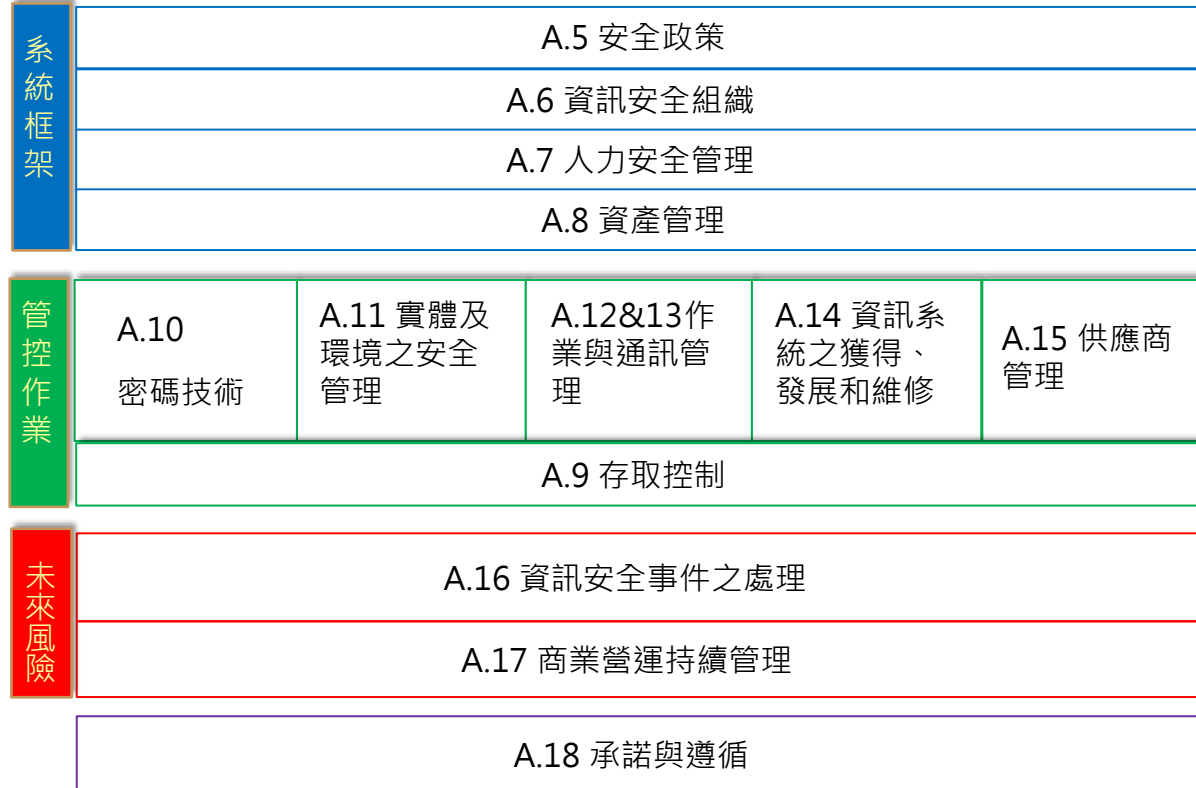 系統框架
A.5 安全政策
A.6 資訊安全組織
A.7 人力安全管理
A.8 資產管理
管控作業
A.10
密碼技術
A.11 實體及
環境之安全
管理
A.12&13作
業與通訊管
理
A.14 資訊系
統之獲得、
發展和維修
A.15 供應商
管理
A.9 存取控制
未來風險
A.16 資訊安全事件之處理
A.17 商業營運持續管理
A.18 承諾與遵循